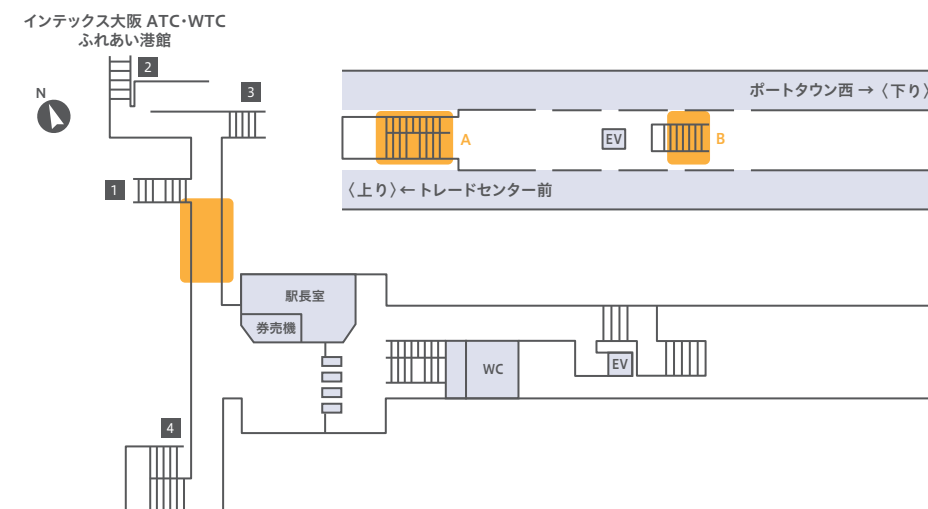 インテックス大阪 ATC・WTC
ふれあい港館
2
N
3
ポートタウン西 → 〈下り〉
A
EV
B
1
〈上り〉← トレードセンター前
駅長室
券売機
WC
EV
4